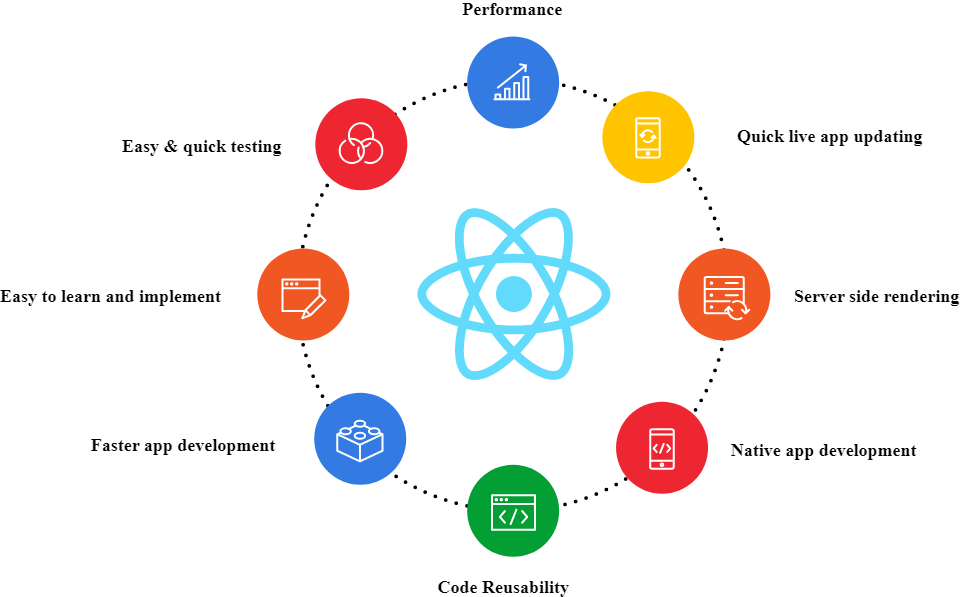 Performance
Quick live app updating
Easy & quick testing
Easy to learn and implement
Server side rendering
Faster app development
Native app development
Code Reusability